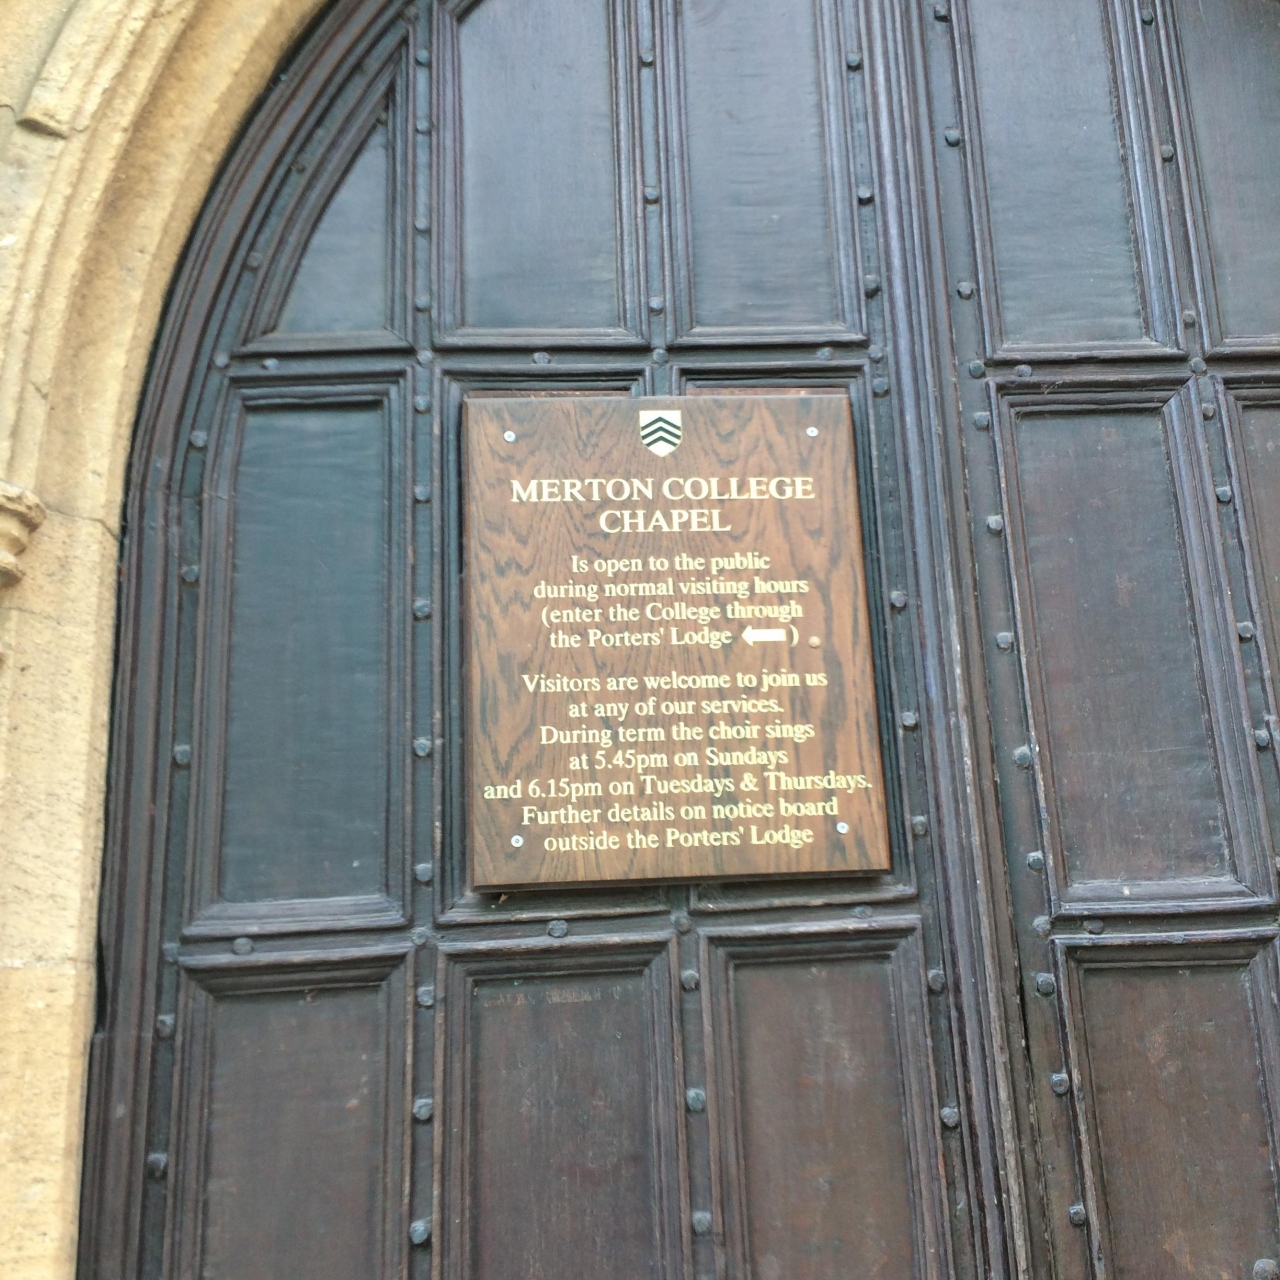 MERTON COLLEGE
CHAPEL
Is open to the public
during normal visiting hours
(enter the College through
the Porters' Lodge ⬅)
Visitors are welcome to join us
at any of our services.
During term the choir sings
at 5.45pm on Sundays
and 6.15pm on Tuesdays & Thursdays.
Further details on notice board
outside the Porters' Lodge